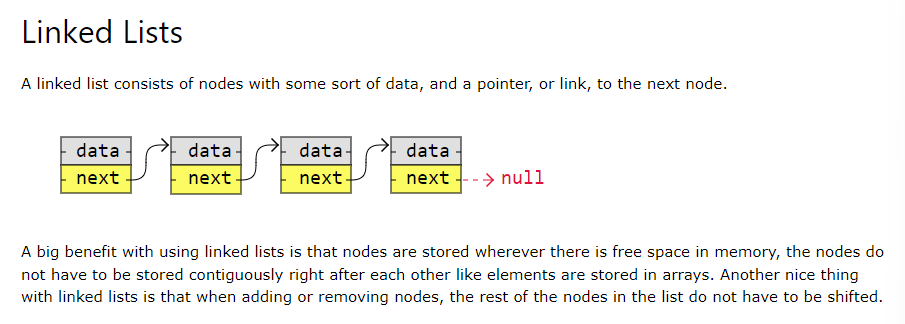 Linked Lists
A linked list consists of nodes with some sort of data, and a pointer, or link, to the next node.
data data data data
next next next next null
A big benefit with using linked lists is that nodes are stored wherever there is free space in memory, the nodes do
not have to be stored contiguously right after each other like elements are stored in arrays. Another nice thing
with linked lists is that when adding or removing nodes, the rest of the nodes in the list do not have to be shifted.